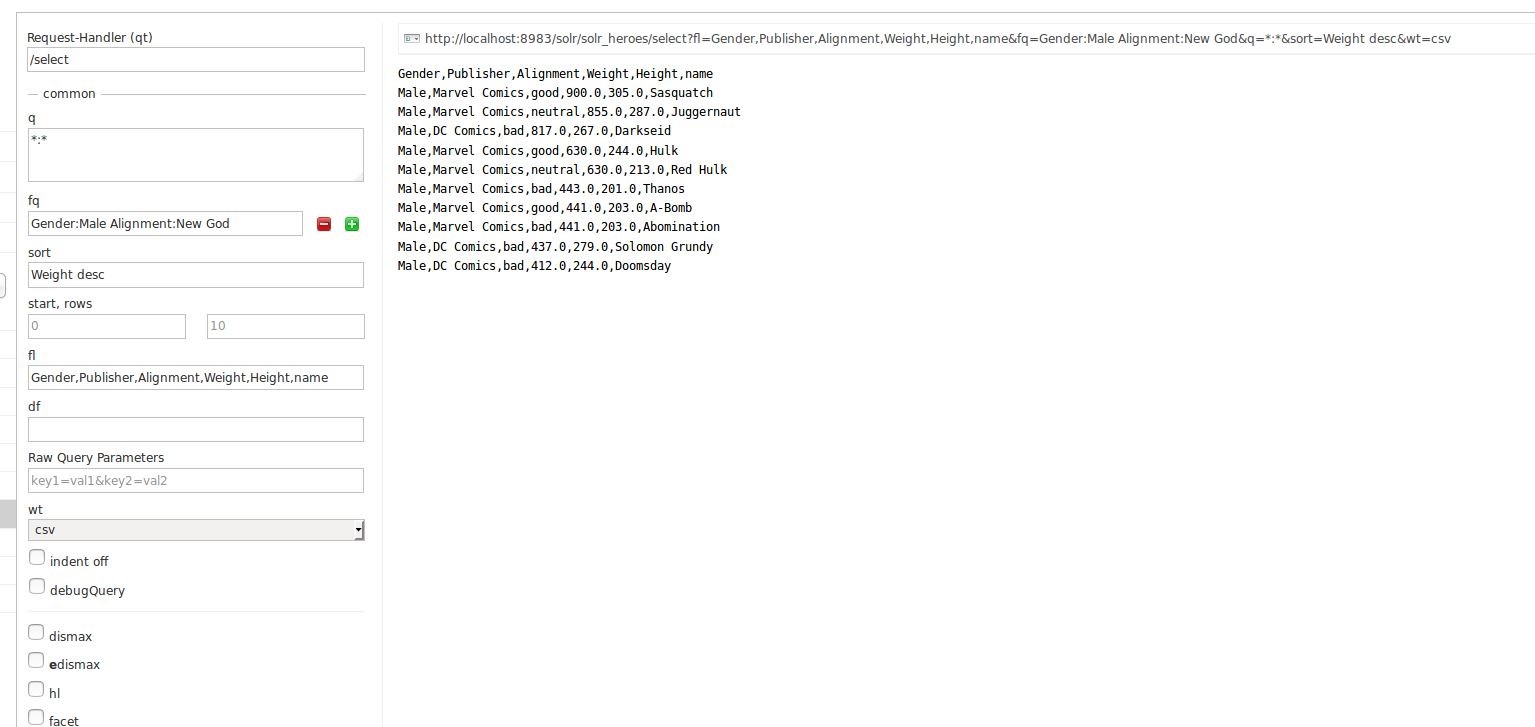 Request-Handler (qt)
/select
common
q
*:*
fq
Gender:Male Alignment:New God
sort
Weight desc
start, rows
0 10
fl
Gender,Publisher,Alignment,Weight,Height,name
df
Raw Query Parameters
key1=val1&key2=val2
wt
csv
indent off
debugQuery
dismax
edismax
hl
facet
http://localhost:8983/solr/solr_heroes/select?fl=Gender,Publisher,Alignment,Weight,Height,name&fq=Gender:Male Alignment:New God&q=*:*&sort=Weight desc&wt=csv
Gender,Publisher,Alignment,Weight,Height,name
Male,Marvel Comics,good,900.0,305.0,Sasquatch
Male,Marvel Comics,neutral,855.0,287.0,Juggernaut
Male,DC Comics,bad,817.0,267.0,Darkseid
Male,Marvel Comics,good,630.0,244.0,Hulk
Male,Marvel Comics,neutral,630.0,213.0,Red Hulk
Male,Marvel Comics,bad,443.0,201.0,Thanos
Male,Marvel Comics,good,441.0,203.0,A-Bomb
Male,Marvel Comics,bad,441.0,203.0,Abomination
Male,DC Comics,bad,437.0,279.0,Solomon Grundy
Male,DC Comics,bad,412.0,244.0,Doomsday